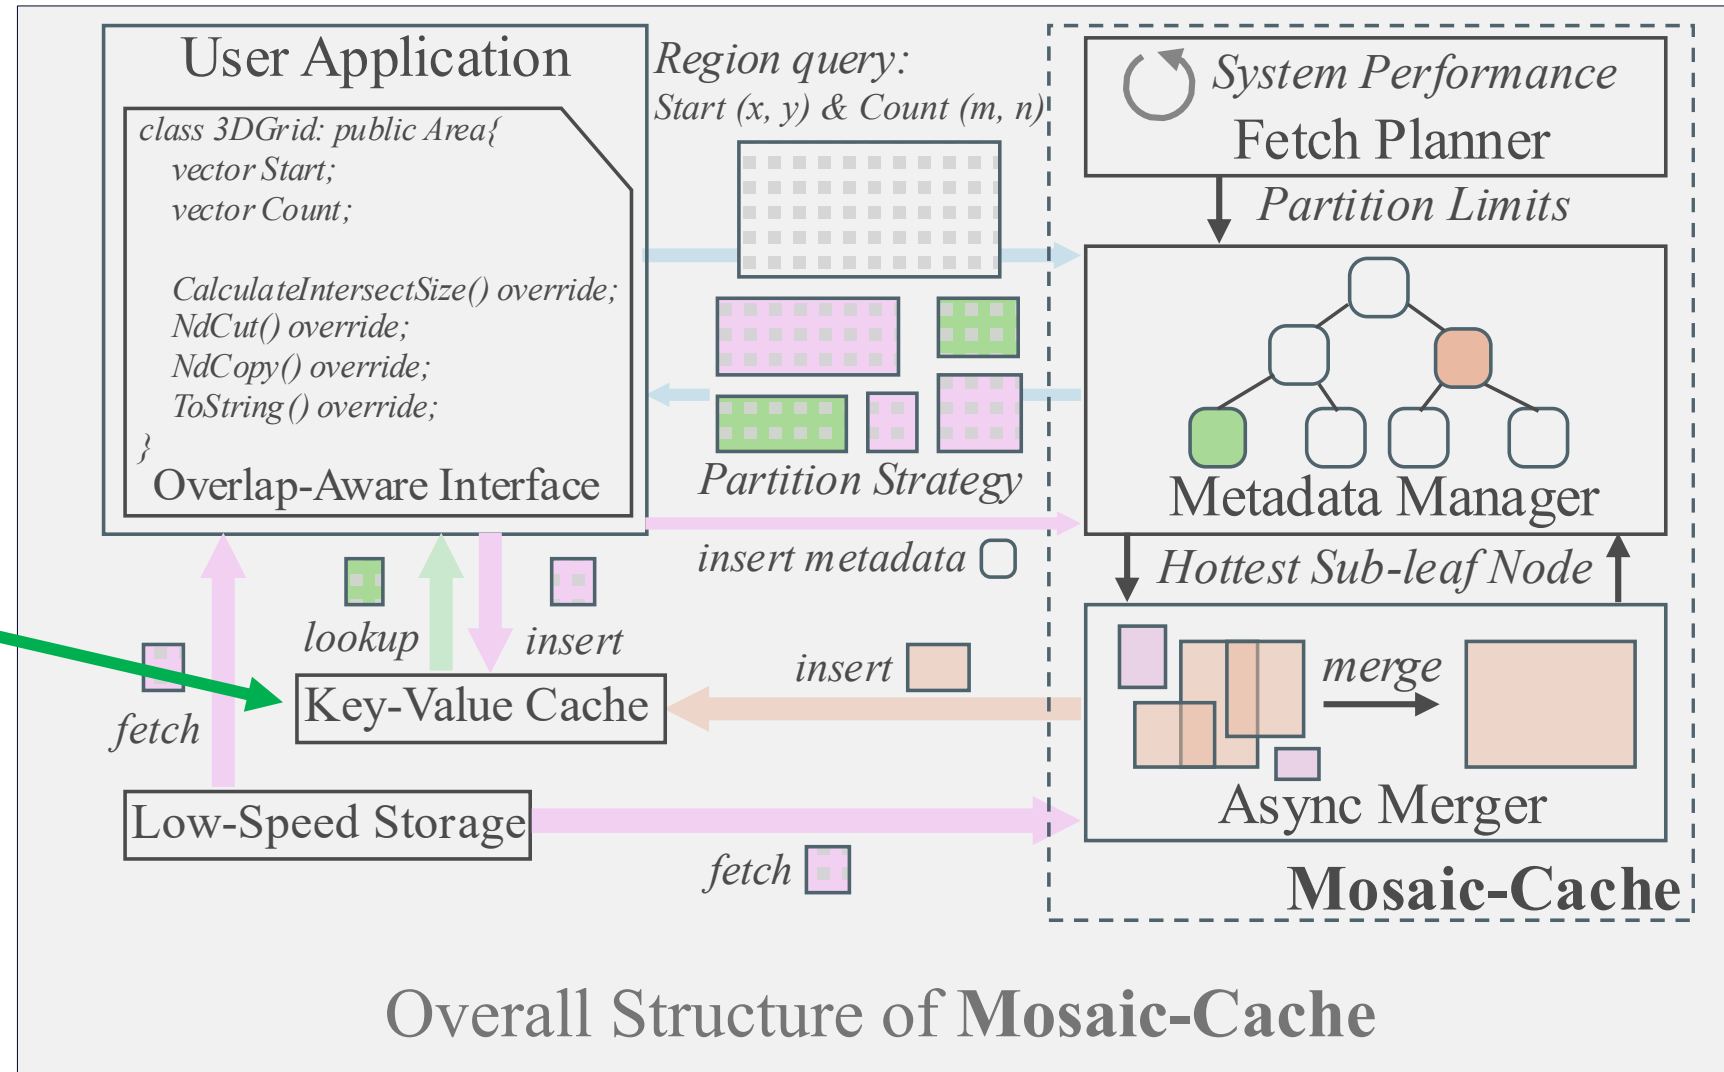 User Application
class 3DGrid: public Area{
vector Start;
vector Count;
CalculateIntersectSize() override;
NdCut() override;
NdCopy() override;
ToString() override;
}
Overlap-Aware Interface
Region query:
Start (x, y) & Count (m, n)
Partition Strategy
insert metadata
System Performance
Fetch Planner
Partition Limits
Metadata Manager
Hottest Sub-leaf Node
merge
Async Merger
Mosaic-Cache
lookup
insert
insert
Key-Value Cache
fetch
Low-Speed Storage
fetch
Overall Structure of Mosaic-Cache